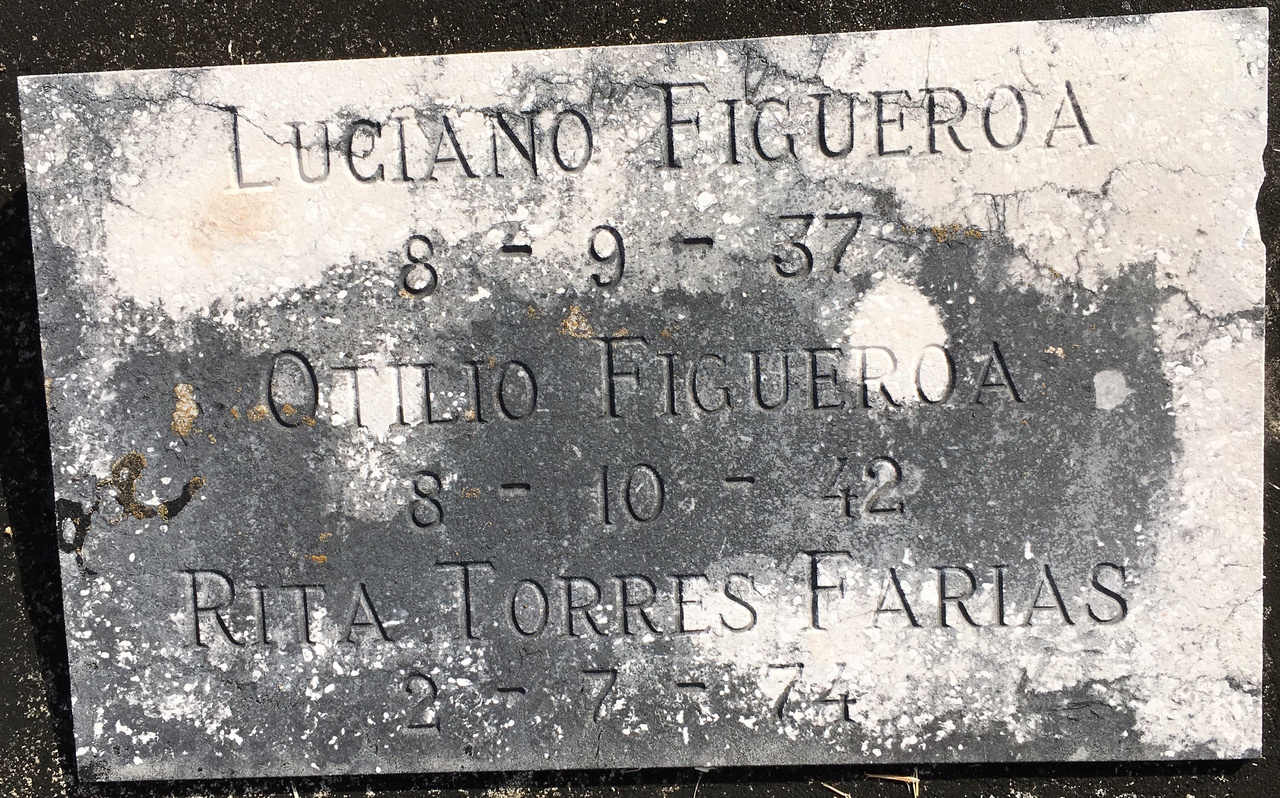 LUCIANO FIGUEROA
8 - 9 - 37
OTILIO FIGUEROA
8 - 10 - 42
RITA TORRES FARIAS
2 - 7 - 74